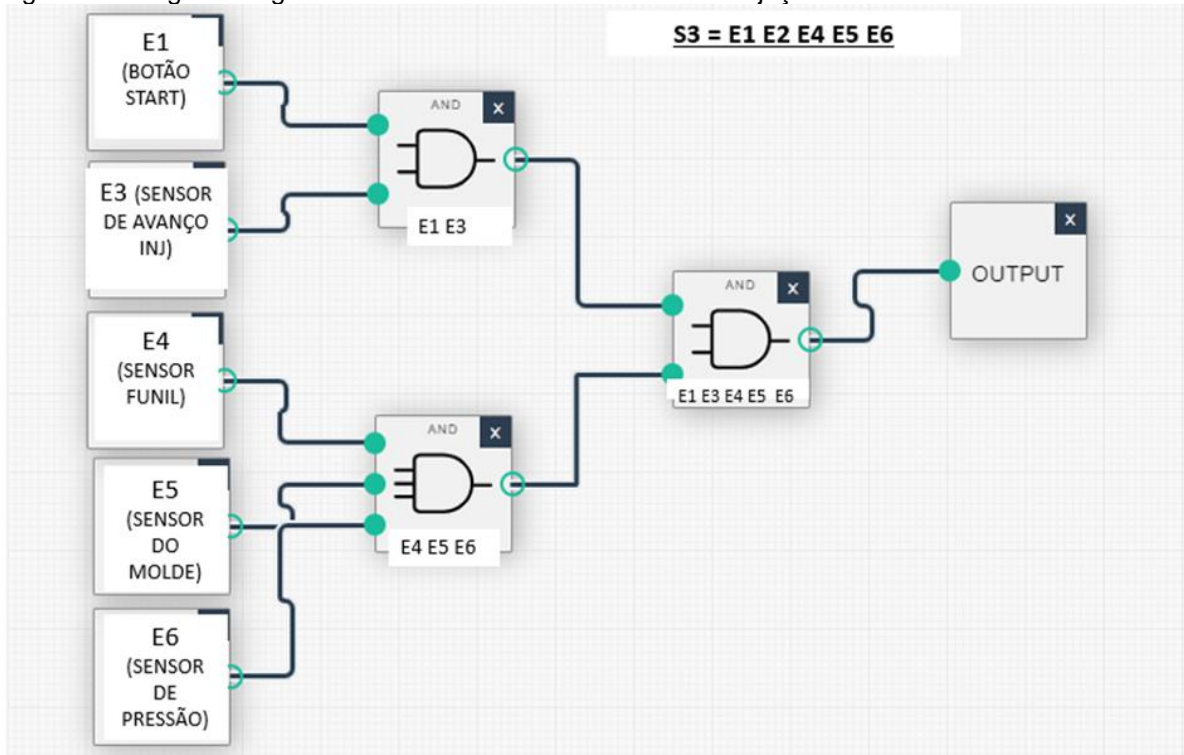 S3 = E1 E2 E4 E5 E6
E1
(BOTÃO
START)
AND
X
E1 E3
E3 (SENSOR
DE AVANÇO
INJ)
X
OUTPUT
AND
X
E1 E3 E4 E5 E6
E4
(SENSOR
FUNIL)
AND
X
E4 E5 E6
E5
(SENSOR
DO
MOLDE)
E6
(SENSOR
DE
PRESSÃO)